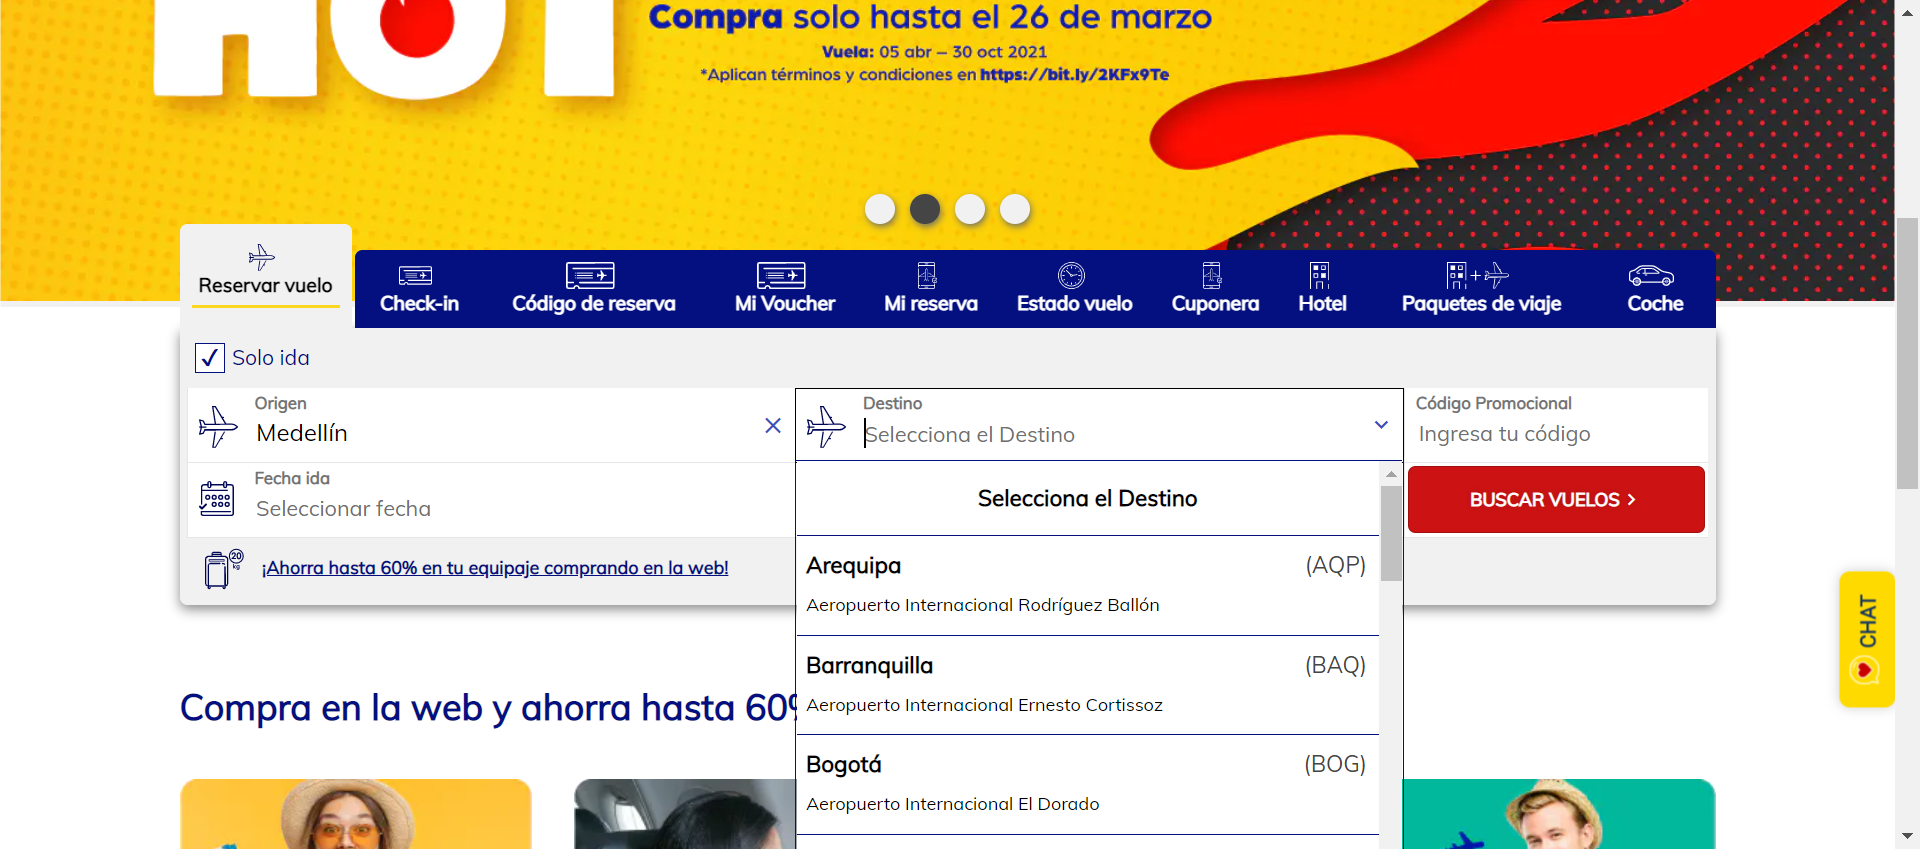 HOT
Compra solo hasta el 26 de marzo
Vuela: 05 abr – 30 oct 2021
*Aplican términos y condiciones en https://bit.ly/2KFx9Te
Reservar vuelo
Check-in
Código de reserva
Mi Voucher
Mi reserva
Estado vuelo
Cuponera
Hotel
Paquetes de viaje
Coche
Solo ida
Origen
Medellín
Destino
Selecciona el Destino
Código Promocional
Ingresa tu código
Fecha ida
Seleccionar fecha
Selecciona el Destino
BUSCAR VUELOS
20
kg
¡Ahorra hasta 60% en tu equipaje comprando en la web!
Arequipa (AQP)
Aeropuerto Internacional Rodríguez Ballón
Barranquilla (BAQ)
Aeropuerto Internacional Ernesto Cortissoz
Bogotá (BOG)
Aeropuerto Internacional El Dorado
CHAT
Compra en la web y ahorra hasta 60%